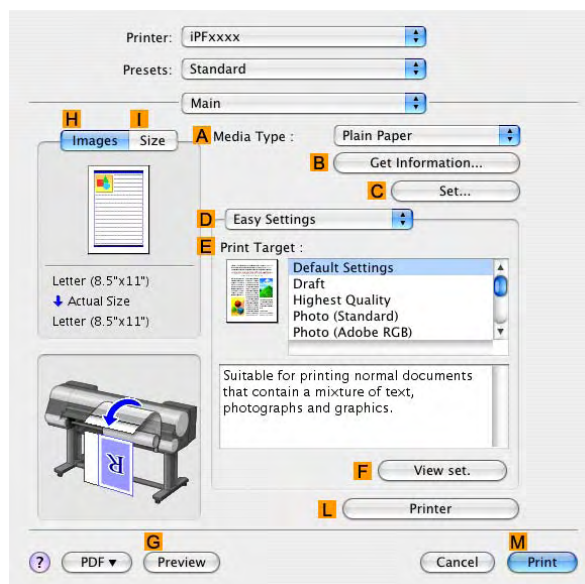 Printer: iPFxxxx
Presets: Standard
Main
H I
Images Size
A Media Type : Plain Paper
B Get Information...
C Set...
D Easy Settings
E Print Target :
Default Settings
Draft
Highest Quality
Photo (Standard)
Photo (Adobe RGB)
Letter (8.5"x11")
Actual Size
Letter (8.5"x11")
Suitable for printing normal documents
that contain a mixture of text,
photographs and graphics.
R
F View set.
L Printer
G M
? PDF Preview Cancel Print